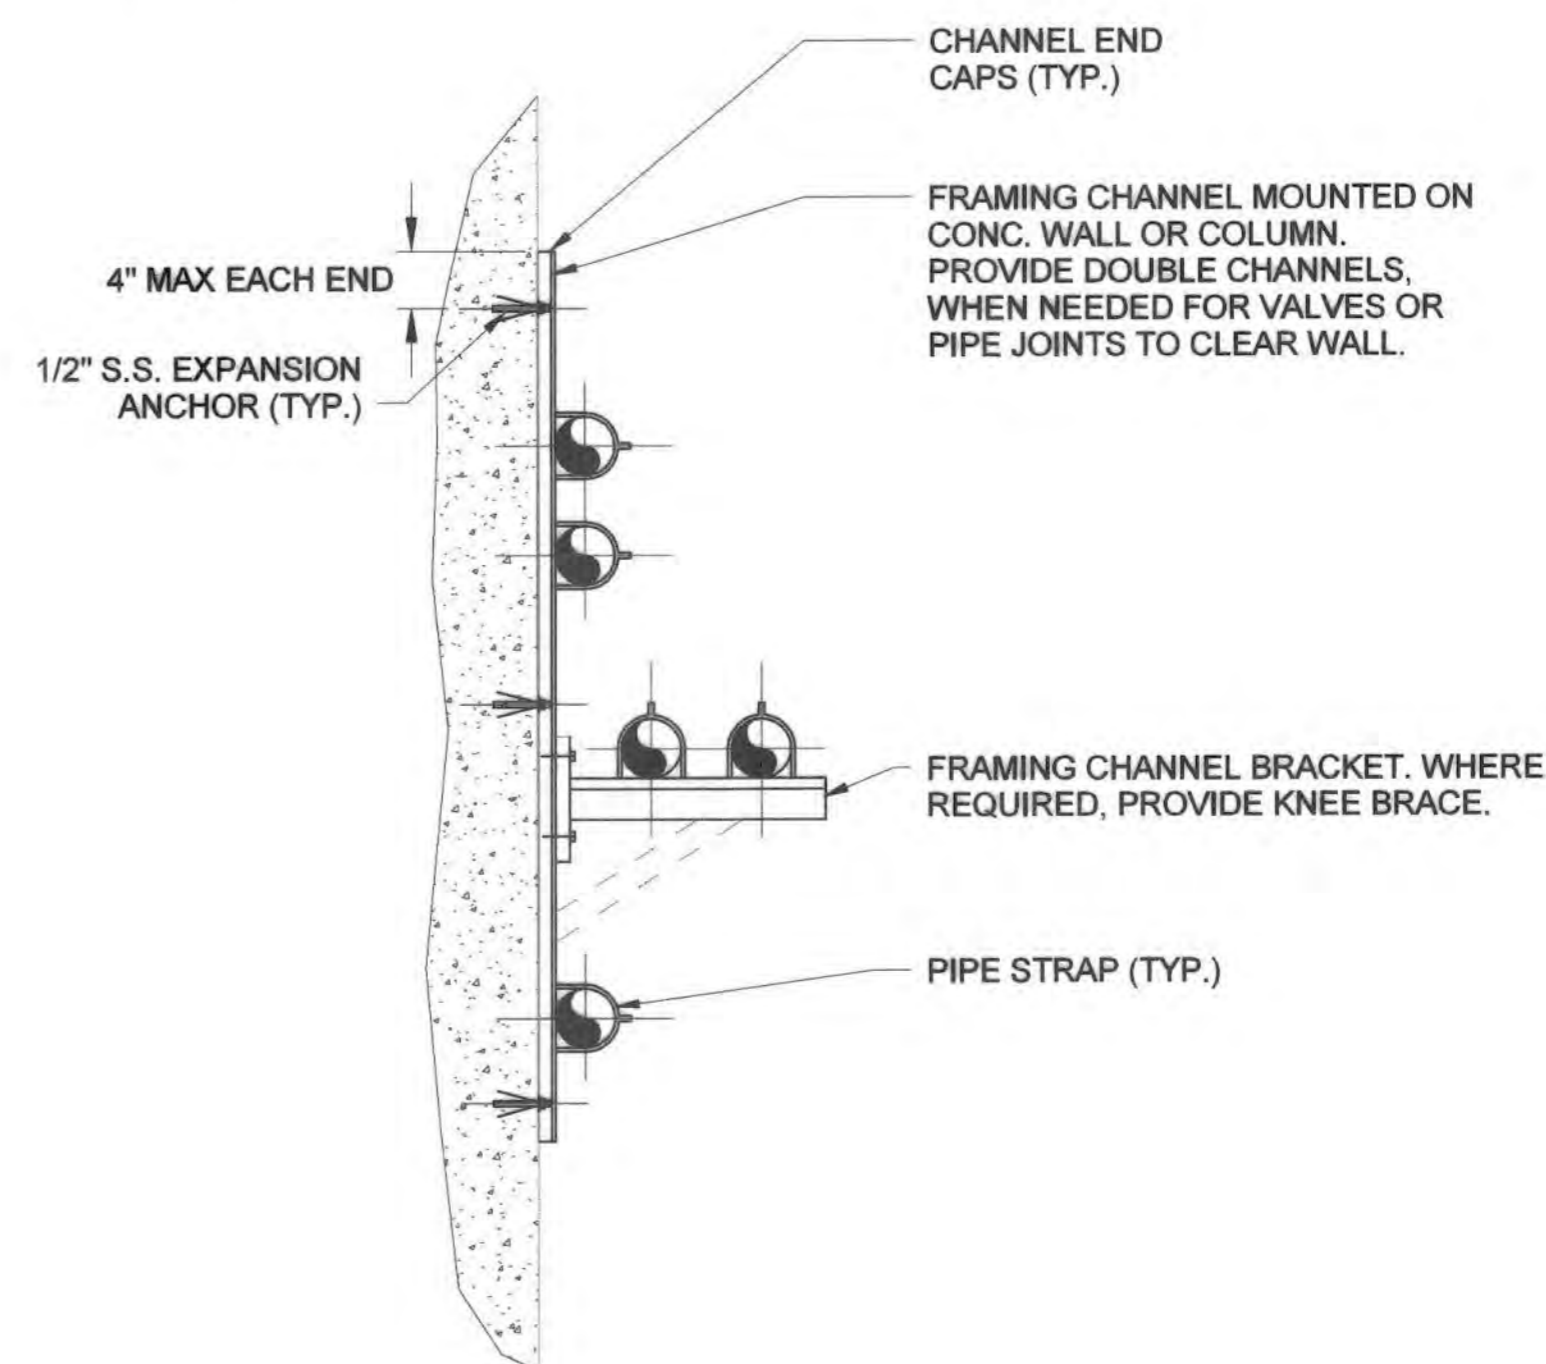 CHANNEL END
CAPS (TYP.)
FRAMING CHANNEL MOUNTED ON
CONC. WALL OR COLUMN.
PROVIDE DOUBLE CHANNELS,
WHEN NEEDED FOR VALVES OR
PIPE JOINTS TO CLEAR WALL.
4" MAX EACH END
1/2" S.S. EXPANSION
ANCHOR (TYP.)
FRAMING CHANNEL BRACKET. WHERE
REQUIRED, PROVIDE KNEE BRACE.
PIPE STRAP (TYP.)